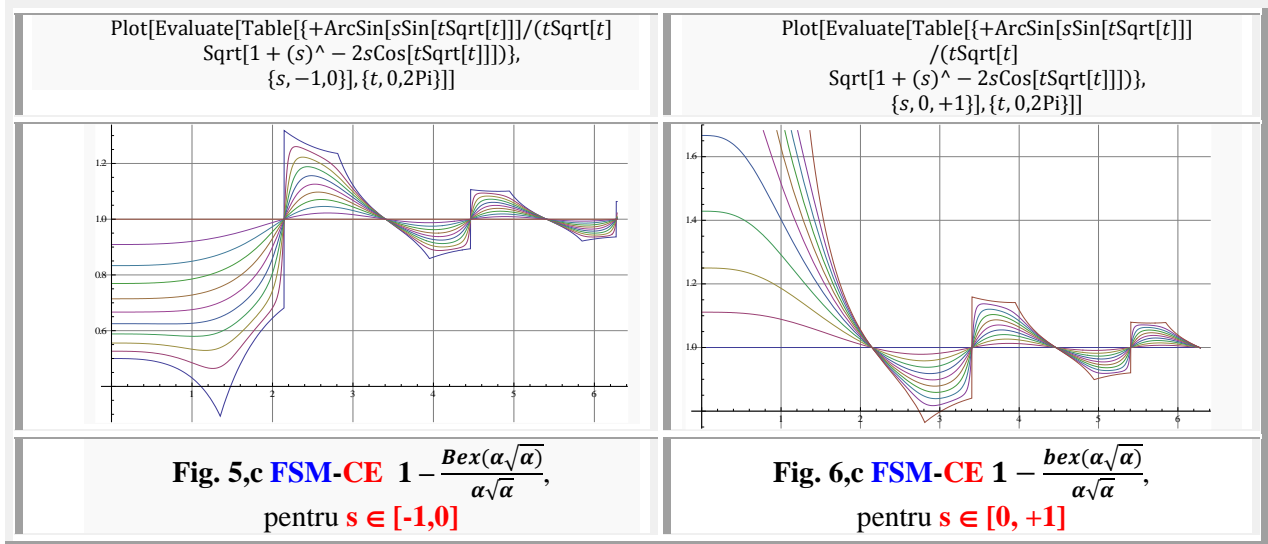 Plot[Evaluate[Table[{+ArcSin[sSin[tSqrt[t]]]/(tSqrt[t]
Sqrt[1 + (s)^ − 2sCos[tSqrt[t]]])},
{s, −1,0}],{t, 0,2Pi}]]
Plot[Evaluate[Table[{+ArcSin[sSin[tSqrt[t]]]
/(tSqrt[t]
Sqrt[1 + (s)^ − 2sCos[tSqrt[t]]])},
{s, 0, +1}],{t, 0,2Pi}]]
1.2
1.0
0.8
0.6
1 2 3 4 5 6
1.6
1.4
1.2
1.0
1 2 3 4 5 6
Fig. 5,c FSM-CE 1 − Bex(α√α)/α√α,
pentru s ∈ [-1,0]
Fig. 6,c FSM-CE 1 − bex(α√α)/α√α,
pentru s ∈ [0, +1]